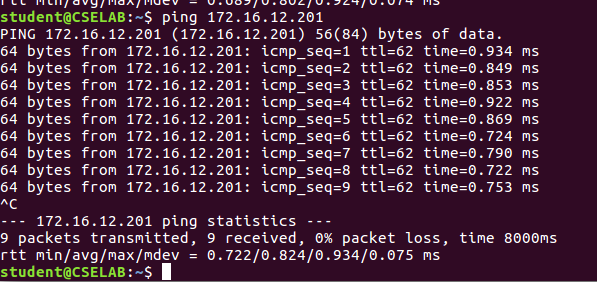 rtt min/avg/max/mdev = 0.689/0.802/0.924/0.074 ms
student@CSELAB:~$ ping 172.16.12.201
PING 172.16.12.201 (172.16.12.201) 56(84) bytes of data.
64 bytes from 172.16.12.201: icmp_seq=1 ttl=62 time=0.934 ms
64 bytes from 172.16.12.201: icmp_seq=2 ttl=62 time=0.849 ms
64 bytes from 172.16.12.201: icmp_seq=3 ttl=62 time=0.853 ms
64 bytes from 172.16.12.201: icmp_seq=4 ttl=62 time=0.922 ms
64 bytes from 172.16.12.201: icmp_seq=5 ttl=62 time=0.869 ms
64 bytes from 172.16.12.201: icmp_seq=6 ttl=62 time=0.724 ms
64 bytes from 172.16.12.201: icmp_seq=7 ttl=62 time=0.790 ms
64 bytes from 172.16.12.201: icmp_seq=8 ttl=62 time=0.722 ms
64 bytes from 172.16.12.201: icmp_seq=9 ttl=62 time=0.753 ms
^C
--- 172.16.12.201 ping statistics ---
9 packets transmitted, 9 received, 0% packet loss, time 8000ms
rtt min/avg/max/mdev = 0.722/0.824/0.934/0.075 ms
student@CSELAB:~$